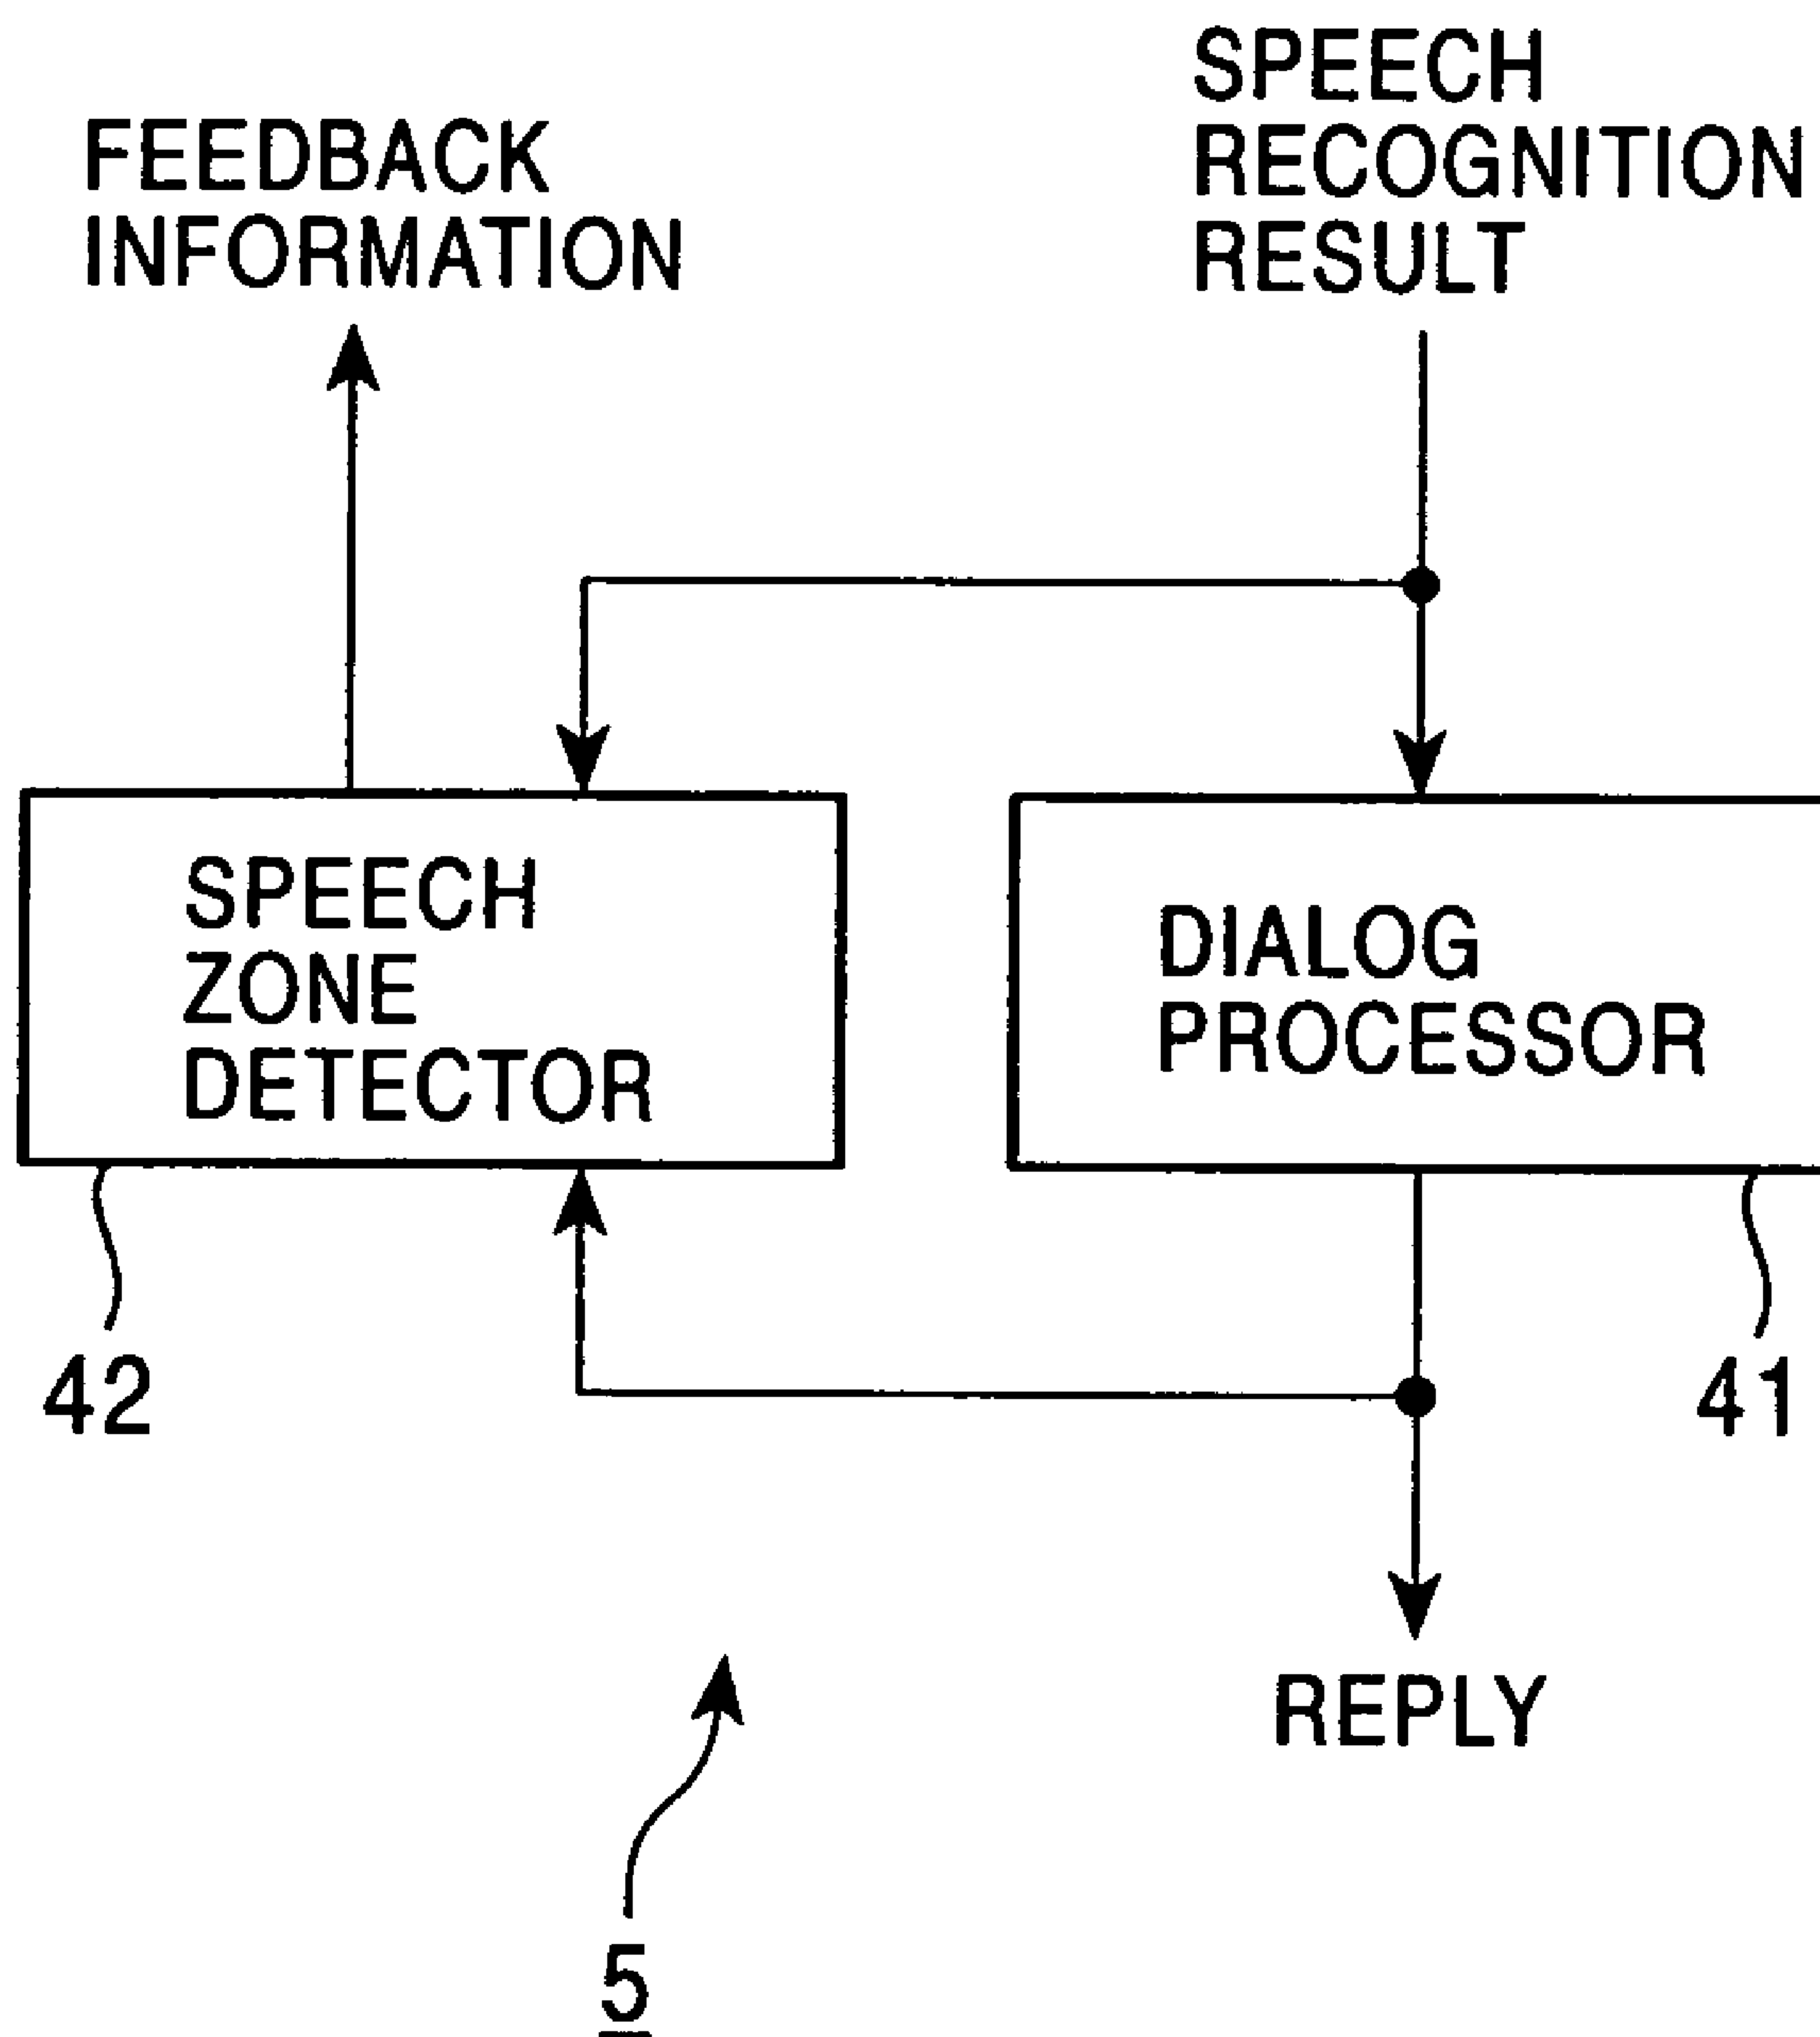 FEEDBACK
INFORMATION
SPEECH
RECOGNITION
RESULT
SPEECH
ZONE
DETECTOR
DIALOG
PROCESSOR
42
41
REPLY
5